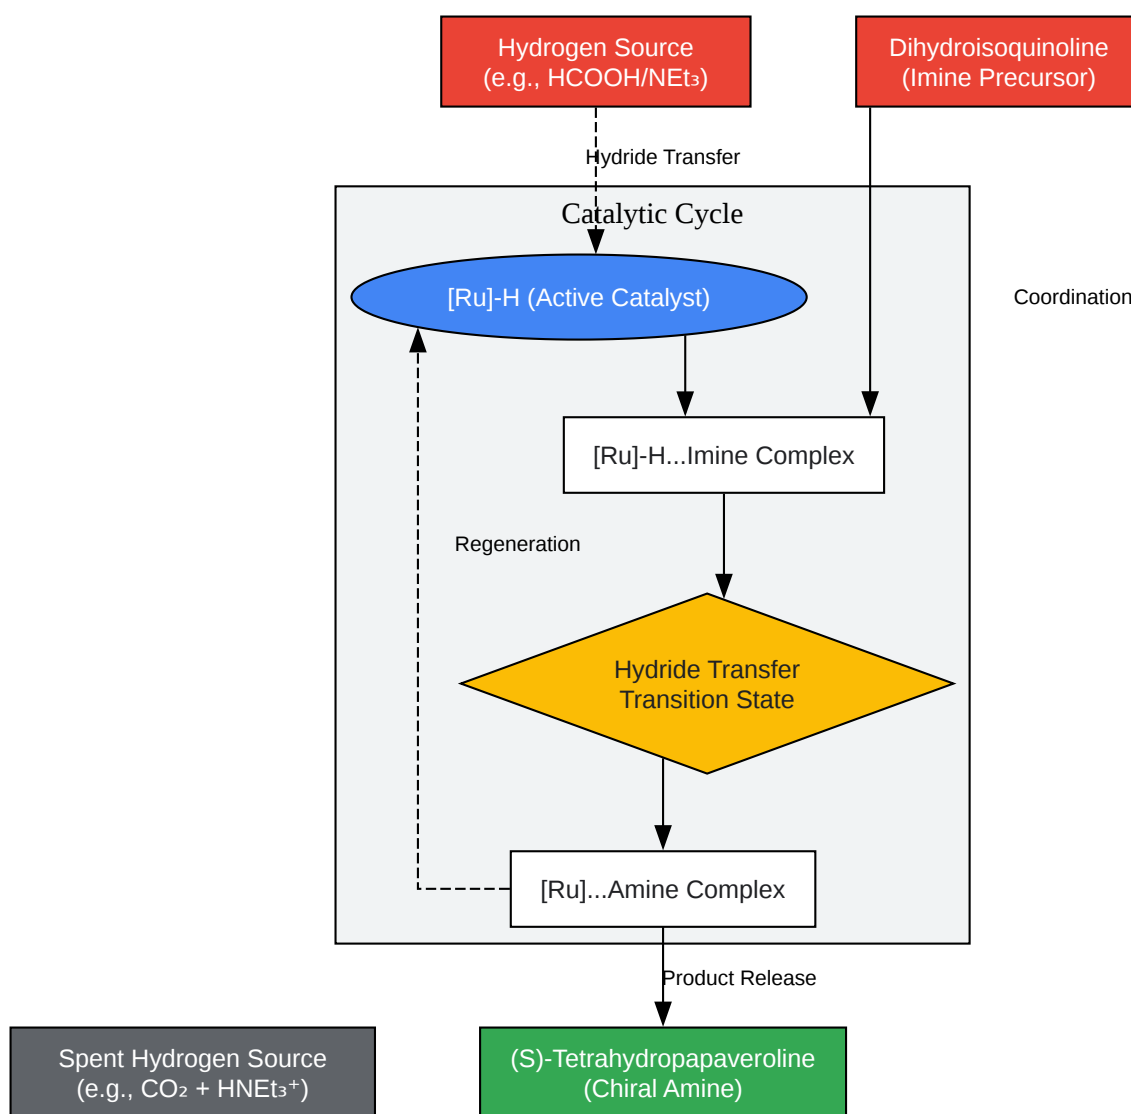 Hydrogen Source
(e.g., HCOOH/NEt₃)
Dihydroisoquinoline
(Imine Precursor)
Hydride Transfer
Catalytic Cycle
[Ru]-H (Active Catalyst)
Coordination
[Ru]-H...Imine Complex
Regeneration
Hydride Transfer
Transition State
[Ru]...Amine Complex
Product Release
Spent Hydrogen Source
(e.g., CO₂ + HNEt₃⁺)
(S)-Tetrahydropapaveroline
(Chiral Amine)